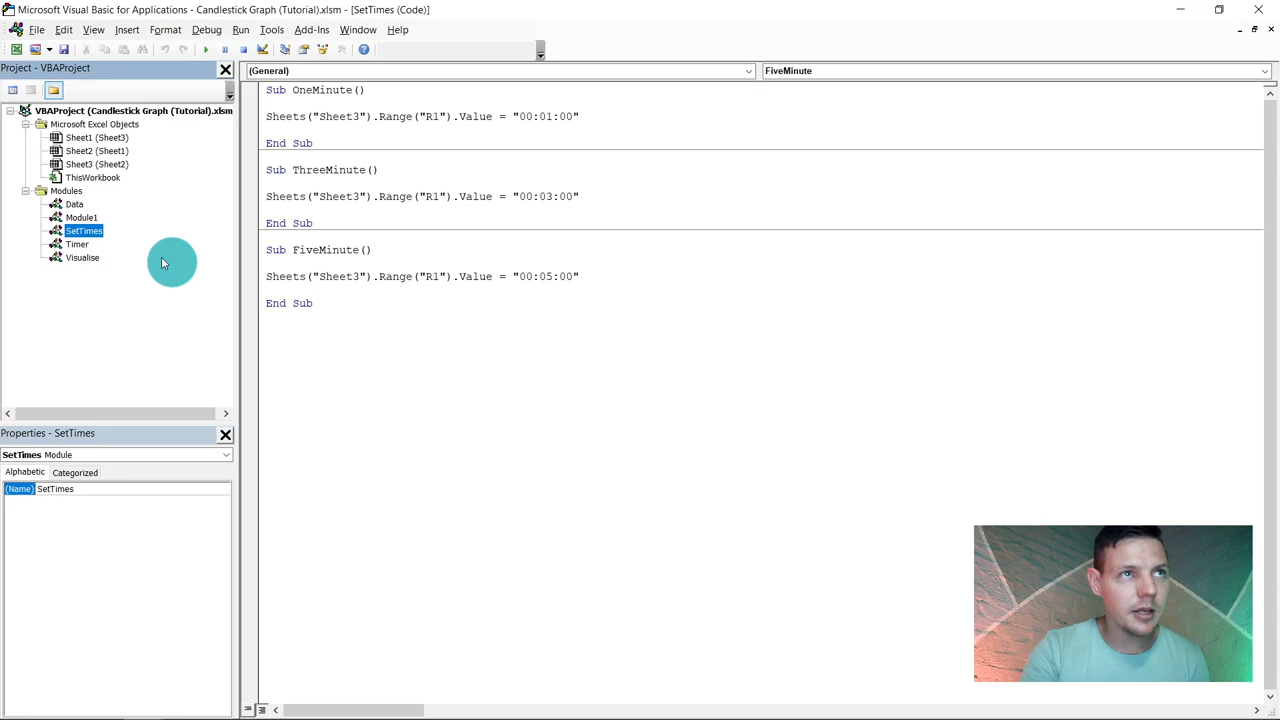 Microsoft Visual Basic for Applications - Candlestick Graph (Tutorial).xlsm - [SetTimes (Code)]
File Edit View Insert Format Debug Run Tools Add-Ins Window Help
Project - VBAProject
VBAProject (Candlestick Graph (Tutorial).xlsm
Microsoft Excel Objects
Sheet1 (Sheet3)
Sheet2 (Sheet1)
Sheet3 (Sheet2)
ThisWorkbook
Modules
Data
Module1
SetTimes
Timer
Visualise
Properties - SetTimes
SetTimes Module
Alphabetic Categorized
(Name) SetTimes
(General) FiveMinute
Sub OneMinute()
Sheets("Sheet3").Range("R1").Value = "00:01:00"
End Sub
Sub ThreeMinute()
Sheets("Sheet3").Range("R1").Value = "00:03:00"
End Sub
Sub FiveMinute()
Sheets("Sheet3").Range("R1").Value = "00:05:00"
End Sub